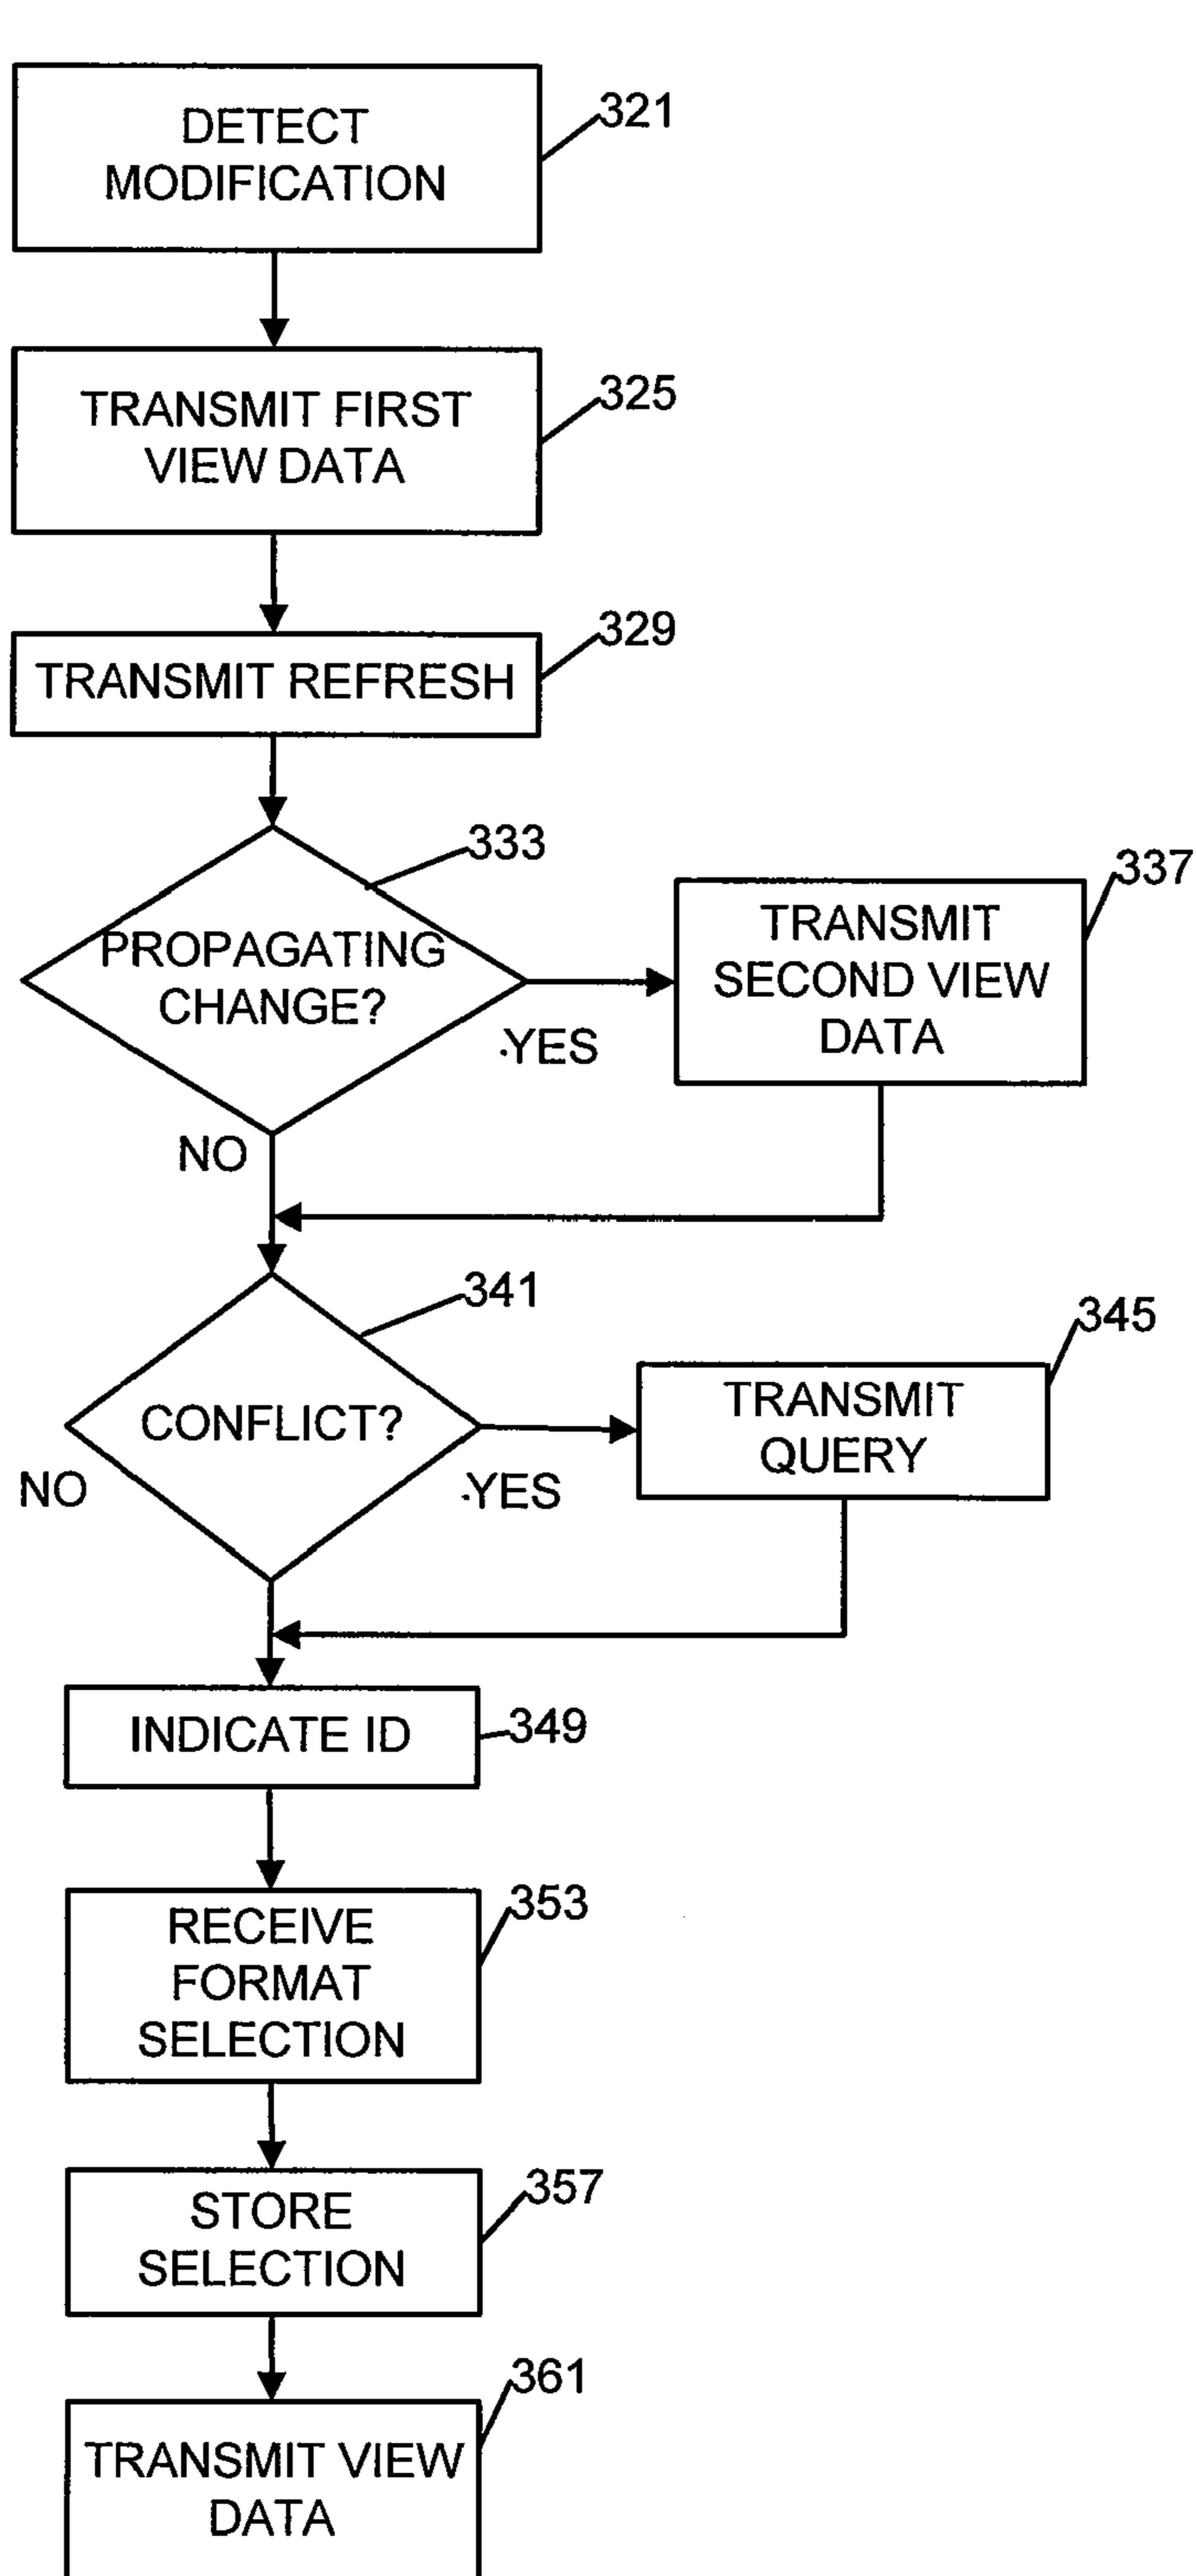 DETECT
MODIFICATION
321
TRANSMIT FIRST
VIEW DATA
325
TRANSMIT REFRESH
329
PROPAGATING
CHANGE?
333
YES
NO
TRANSMIT
SECOND VIEW
DATA
337
CONFLICT?
341
NO
YES
TRANSMIT
QUERY
345
INDICATE ID
349
RECEIVE
FORMAT
SELECTION
353
STORE
SELECTION
357
TRANSMIT VIEW
DATA
361